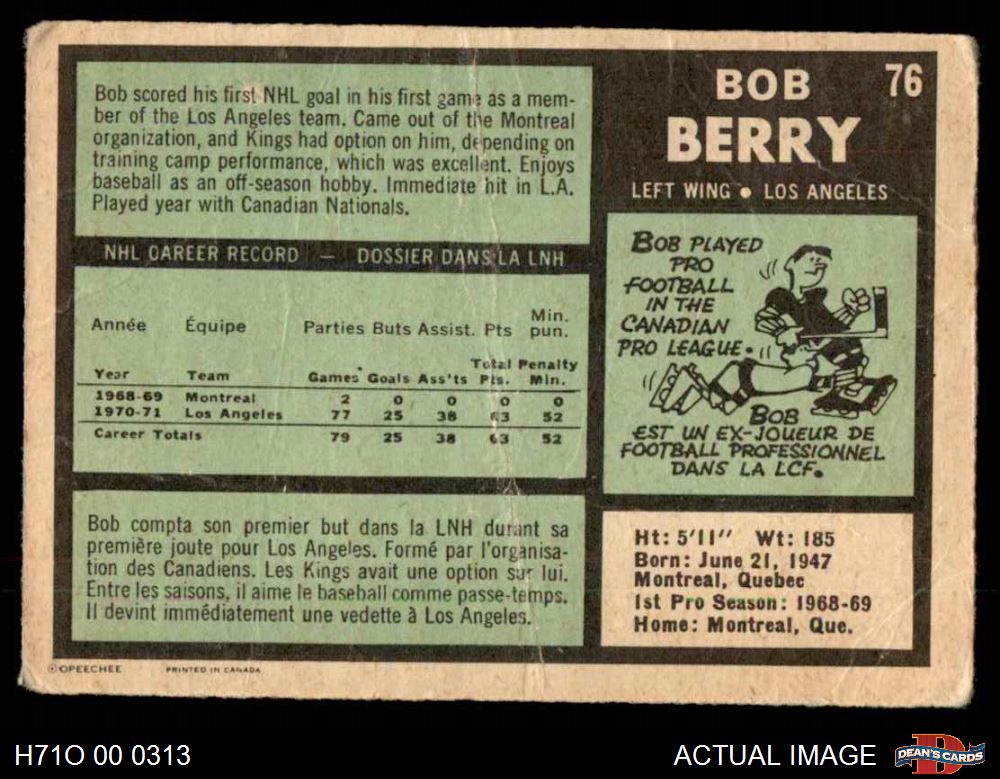 Bob scored his first NHL goal in his first game as a mem-
ber of the Los Angeles team. Came out of the Montreal
organization, and Kings had option on him, depending on
training camp performance, which was excellent. Enjoys
baseball as an off-season hobby. Immediate hit in L.A.
Played year with Canadian Nationals.
BOB 76
BERRY
LEFT WING • LOS ANGELES
NHL CAREER RECORD — DOSSIER DANS LA LNH
Année Équipe Parties Buts Assist. Pts Min. pun.
Year Team Games Goals Ass'ts Total Pts. Penalty Min.
1968-69 Montreal 2 0 0 0 0
1970-71 Los Angeles 77 25 38 63 52
Career Totals 79 25 38 63 52
BOB PLAYED
PRO
FOOTBALL
IN THE
CANADIAN
PRO LEAGUE.
BOB
EST UN EX-JOUEUR DE
FOOTBALL PROFESSIONNEL
DANS LA LCF.
Bob compta son premier but dans la LNH durant sa
première joute pour Los Angeles. Formé par l'organisa-
tion des Canadiens. Les Kings avait une option sur lui.
Entre les saisons, il aime le baseball comme passe-temps.
Il devint immédiatement une vedette à Los Angeles.
Ht: 5'11" Wt: 185
Born: June 21, 1947
Montreal, Quebec
1st Pro Season: 1968-69
Home: Montreal, Que.
©OPEECHEE PRINTED IN CANADA
H71O 00 0313
ACTUAL IMAGE
DEAN'S CARDS